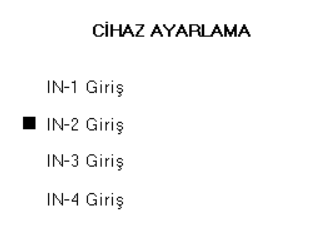 CİHAZ AYARLAMA
IN-1 Giriş
IN-2 Giriş
IN-3 Giriş
IN-4 Giriş